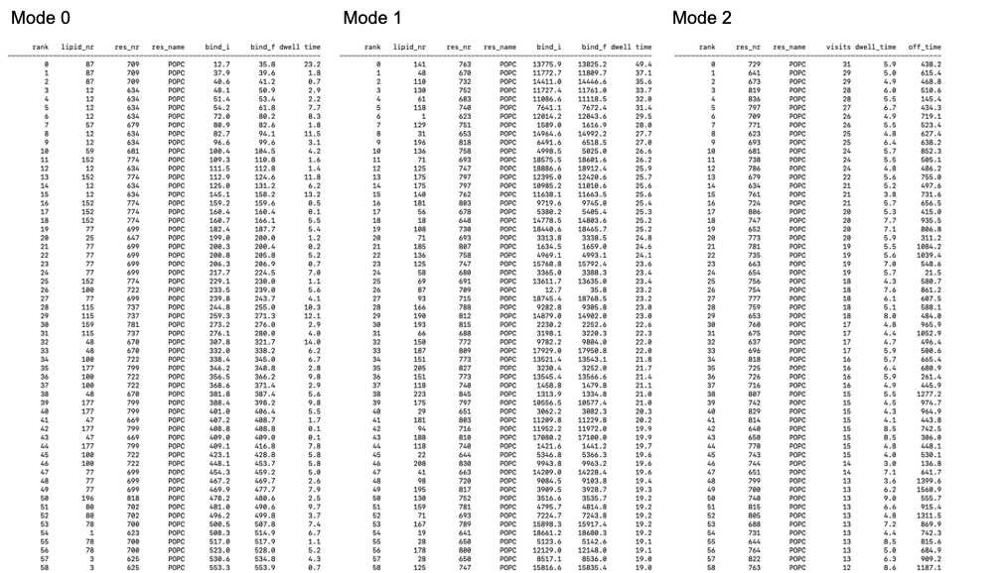 Mode 0
rank lipid_nr res_nr res_name bind_i bind_f dwell time
0 87 709 POPC 12.7 35.8 23.2
1 87 709 POPC 37.9 39.6 1.8
2 87 709 POPC 40.6 41.2 0.7
3 12 634 POPC 48.1 50.9 2.9
4 12 634 POPC 51.4 53.4 2.2
5 12 634 POPC 54.2 61.8 7.7
6 12 634 POPC 72.0 80.2 8.3
7 57 679 POPC 80.9 82.6 1.8
8 12 634 POPC 82.7 94.1 11.5
9 12 634 POPC 96.6 99.6 3.1
10 59 681 POPC 100.4 104.5 4.2
11 152 774 POPC 109.3 110.8 1.6
12 12 634 POPC 111.5 112.8 1.4
13 152 774 POPC 112.9 124.6 11.8
14 12 634 POPC 125.0 131.2 6.2
15 12 634 POPC 145.1 158.2 13.2
16 152 774 POPC 159.2 159.6 0.5
17 152 774 POPC 160.4 160.4 0.1
18 152 774 POPC 160.7 166.1 5.5
19 77 699 POPC 182.4 187.7 5.4
20 25 647 POPC 199.0 200.0 1.2
21 77 699 POPC 200.3 200.4 0.2
22 77 699 POPC 200.8 205.8 5.2
23 77 699 POPC 206.3 206.9 0.7
24 77 699 POPC 217.7 224.5 7.0
25 152 774 POPC 229.1 230.0 1.1
26 100 722 POPC 233.5 239.0 5.6
27 77 699 POPC 239.8 243.7 4.1
28 115 737 POPC 244.8 255.0 10.3
29 115 737 POPC 259.3 271.3 12.1
30 159 781 POPC 273.2 276.0 2.9
31 115 737 POPC 276.1 280.0 4.0
32 48 670 POPC 307.8 321.7 14.0
33 48 670 POPC 332.0 338.2 6.2
34 100 722 POPC 338.4 345.0 6.7
35 177 799 POPC 346.2 348.8 2.8
36 100 722 POPC 356.5 366.2 9.8
37 100 722 POPC 368.6 371.4 2.9
38 48 670 POPC 381.8 387.4 5.6
39 177 799 POPC 388.4 398.2 9.8
40 177 799 POPC 401.0 406.4 5.5
41 47 669 POPC 407.2 408.7 1.7
42 177 799 POPC 408.8 408.8 0.1
43 47 669 POPC 409.0 409.0 0.1
44 177 799 POPC 409.1 416.8 7.8
45 100 722 POPC 423.1 428.8 5.8
46 100 722 POPC 448.1 453.7 5.8
47 77 699 POPC 454.3 459.2 5.0
48 77 699 POPC 467.2 469.7 2.6
49 77 699 POPC 469.9 477.7 7.9
50 196 818 POPC 478.2 480.6 2.5
51 80 702 POPC 481.0 490.6 9.7
52 80 702 POPC 496.2 499.8 3.7
53 78 700 POPC 500.5 507.8 7.4
54 1 623 POPC 508.3 514.9 6.7
55 78 700 POPC 517.0 517.9 1.1
56 78 700 POPC 523.0 528.0 5.2
57 3 625 POPC 530.6 534.8 4.3
58 3 625 POPC 553.3 553.9 0.7
Mode 1
rank lipid_nr res_nr res_name bind_i bind_f dwell time
0 141 763 POPC 13775.9 13825.2 49.4
1 48 670 POPC 11772.7 11809.7 37.1
2 110 732 POPC 14411.0 14446.6 35.6
3 130 752 POPC 11727.4 11761.0 33.7
4 61 683 POPC 11086.6 11118.5 32.0
5 118 740 POPC 7641.1 7672.4 31.4
6 1 623 POPC 12014.2 12043.6 29.5
7 129 751 POPC 1589.0 1616.9 28.0
8 31 653 POPC 14964.6 14992.2 27.7
9 196 818 POPC 6491.6 6518.5 27.0
10 136 758 POPC 4998.5 5025.0 26.6
11 71 693 POPC 18575.5 18601.6 26.2
12 125 747 POPC 18886.6 18912.4 25.9
13 175 797 POPC 12395.0 12420.6 25.7
14 175 797 POPC 10985.2 11010.6 25.6
15 140 762 POPC 11638.1 11663.5 25.6
16 181 803 POPC 9719.6 9745.0 25.4
17 56 678 POPC 5380.2 5405.4 25.3
18 18 640 POPC 14778.5 14803.6 25.2
19 108 730 POPC 18440.6 18465.7 25.2
20 71 693 POPC 3313.8 3338.5 24.8
21 185 807 POPC 1634.5 1659.0 24.6
22 136 758 POPC 4969.1 4993.1 24.1
23 125 747 POPC 15768.8 15792.4 23.6
24 58 680 POPC 3365.0 3388.3 23.4
25 69 691 POPC 13611.7 13635.0 23.4
26 87 709 POPC 12.7 35.8 23.2
27 93 715 POPC 18745.4 18768.5 23.2
28 166 788 POPC 9282.8 9305.8 23.0
29 190 812 POPC 14879.0 14902.0 23.0
30 193 815 POPC 2230.2 2252.6 22.6
31 66 688 POPC 3198.1 3220.3 22.3
32 150 772 POPC 9782.2 9804.0 22.0
33 187 809 POPC 17929.0 17950.8 22.0
34 151 773 POPC 13521.4 13543.1 21.8
35 205 827 POPC 3230.4 3252.0 21.7
36 151 773 POPC 13545.4 13566.6 21.4
37 118 740 POPC 1458.8 1479.8 21.1
38 223 845 POPC 1313.9 1334.8 21.0
39 175 797 POPC 10556.5 10577.4 21.0
40 29 651 POPC 3062.2 3082.3 20.3
41 181 803 POPC 11209.8 11229.8 20.2
42 94 716 POPC 11952.2 11972.0 19.9
43 188 810 POPC 17080.2 17100.0 19.9
44 118 740 POPC 1421.6 1441.2 19.7
45 22 644 POPC 5346.8 5366.3 19.6
46 208 830 POPC 9943.8 9963.2 19.6
47 41 663 POPC 14209.0 14228.4 19.6
48 98 720 POPC 9084.5 9103.8 19.4
49 195 817 POPC 3909.5 3928.7 19.3
50 130 752 POPC 3516.6 3535.7 19.2
51 159 781 POPC 4795.7 4814.8 19.2
52 71 693 POPC 7224.7 7243.8 19.2
53 167 789 POPC 15898.3 15917.4 19.2
54 19 641 POPC 18661.2 18680.3 19.2
55 28 650 POPC 5123.6 5142.6 19.1
56 178 800 POPC 12129.0 12148.0 19.1
57 28 650 POPC 8517.1 8536.0 19.0
58 125 747 POPC 15816.6 15835.4 19.0
Mode 2
rank res_nr res_name visits dwell_time off_time
0 729 POPC 31 5.9 438.2
1 641 POPC 29 5.0 615.4
2 673 POPC 29 4.9 468.8
3 819 POPC 28 6.0 510.6
4 836 POPC 28 5.5 145.4
5 797 POPC 27 6.7 434.3
6 709 POPC 26 4.9 719.1
7 771 POPC 26 5.5 523.4
8 623 POPC 25 4.8 627.4
9 693 POPC 25 6.4 638.2
10 681 POPC 24 5.7 852.3
11 738 POPC 24 5.5 505.1
12 786 POPC 24 4.8 486.2
13 679 POPC 22 5.6 755.0
14 634 POPC 21 5.2 497.6
15 761 POPC 21 3.8 731.6
16 724 POPC 21 5.7 656.5
17 806 POPC 20 5.3 415.0
18 747 POPC 20 7.7 935.5
19 652 POPC 20 7.1 806.8
20 773 POPC 20 5.9 311.2
21 781 POPC 19 5.5 1084.2
22 735 POPC 19 5.6 1039.4
23 663 POPC 19 7.0 548.6
24 654 POPC 19 5.7 21.5
25 756 POPC 18 4.3 580.7
26 754 POPC 18 7.6 861.2
27 777 POPC 18 6.1 607.5
28 759 POPC 18 5.1 588.1
29 653 POPC 18 8.0 484.0
30 760 POPC 17 4.8 965.9
31 675 POPC 17 4.4 1052.9
32 637 POPC 17 4.7 496.4
33 696 POPC 17 5.9 500.6
34 818 POPC 16 5.7 665.4
35 725 POPC 16 6.4 680.9
36 726 POPC 16 5.9 261.4
37 716 POPC 16 4.9 445.9
38 807 POPC 15 5.5 1277.2
39 742 POPC 15 4.5 974.7
40 829 POPC 15 4.3 964.9
41 814 POPC 15 4.1 443.8
42 640 POPC 15 8.5 742.5
43 650 POPC 15 8.5 306.0
44 770 POPC 15 4.8 448.1
45 743 POPC 15 4.0 530.1
46 744 POPC 14 3.0 136.8
47 651 POPC 14 7.1 641.7
48 799 POPC 13 3.6 1399.6
49 700 POPC 13 6.2 1560.9
50 630 POPC 13 9.0 555.7
51 815 POPC 13 6.6 915.4
52 805 POPC 13 4.8 1311.5
53 688 POPC 13 7.2 869.9
54 731 POPC 13 4.4 742.3
55 644 POPC 13 8.5 815.6
56 764 POPC 13 5.0 684.9
57 822 POPC 13 6.3 909.2
58 763 POPC 12 8.6 1187.1